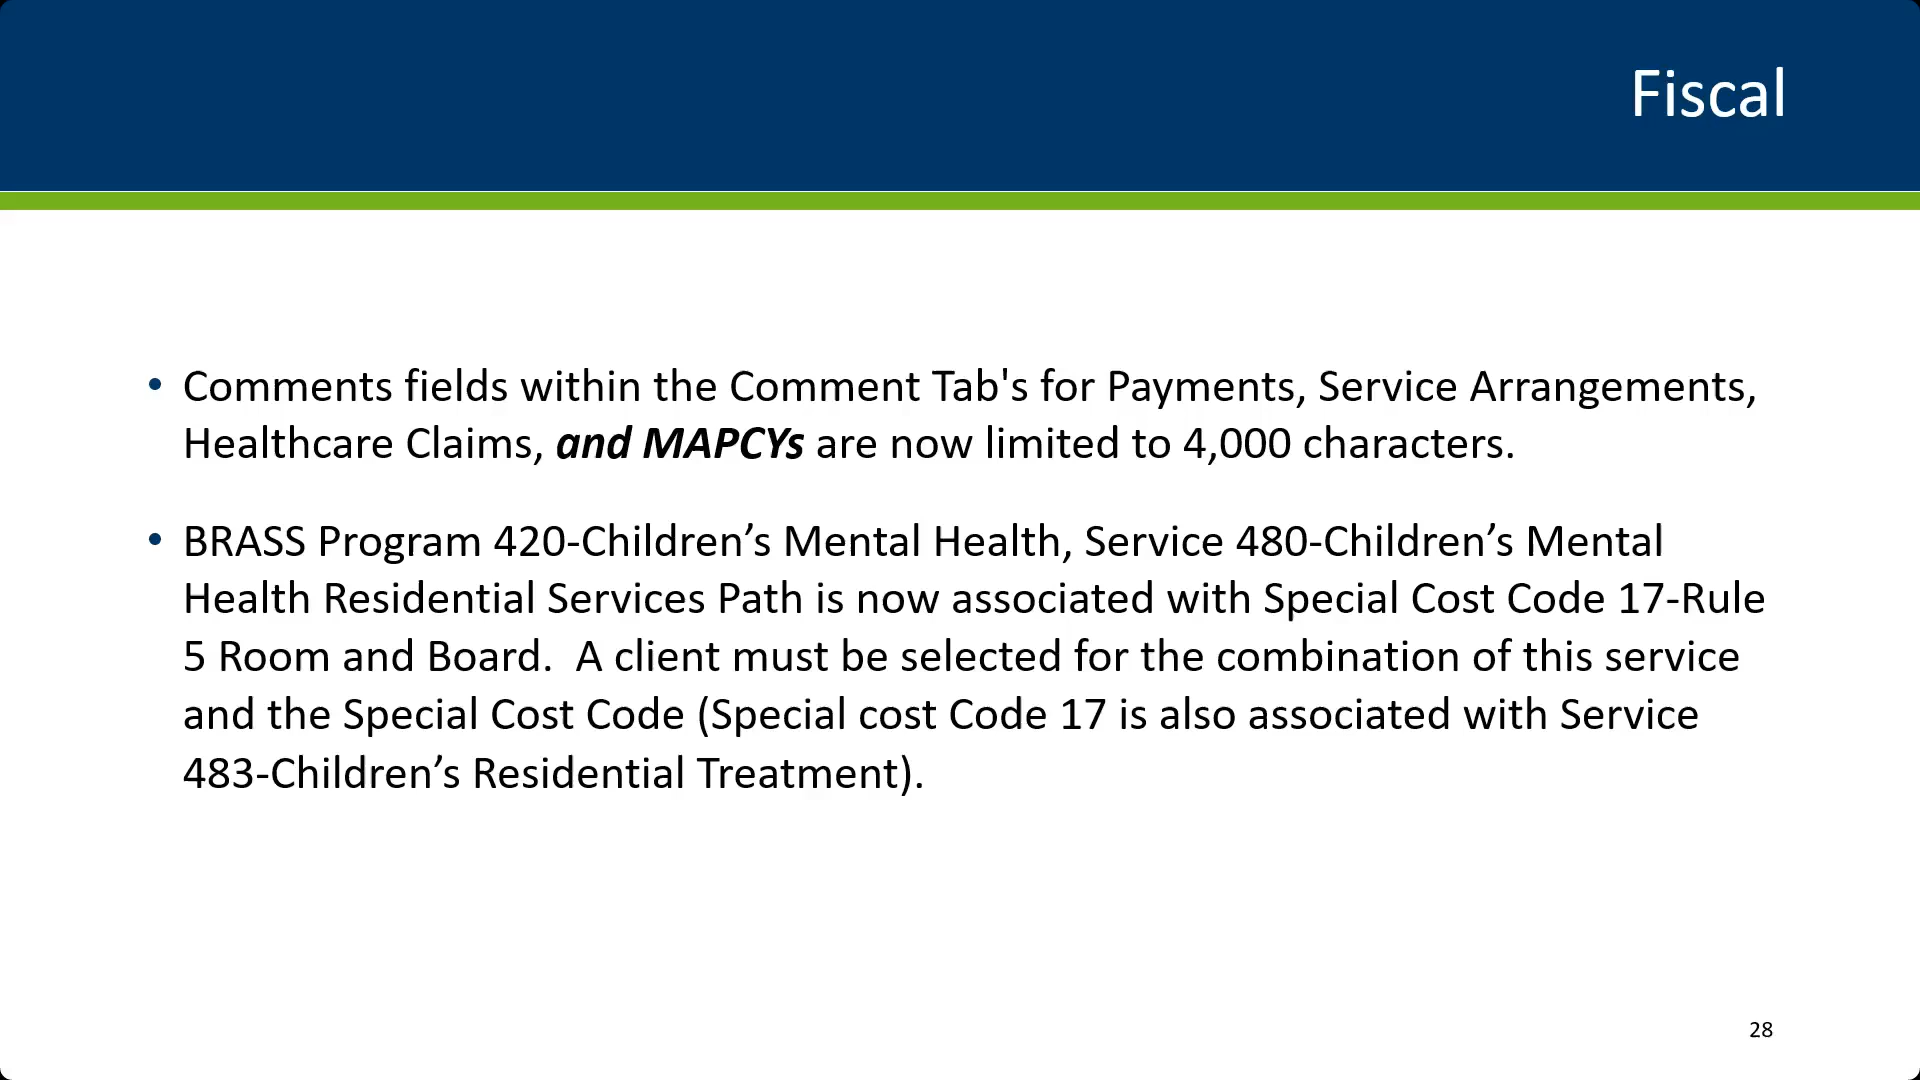 Fiscal
• Comments fields within the Comment Tab's for Payments, Service Arrangements,
Healthcare Claims, and MAPCYs are now limited to 4,000 characters.
• BRASS Program 420-Children’s Mental Health, Service 480-Children’s Mental
Health Residential Services Path is now associated with Special Cost Code 17-Rule
5 Room and Board.  A client must be selected for the combination of this service
and the Special Cost Code (Special cost Code 17 is also associated with Service
483-Children’s Residential Treatment).
28